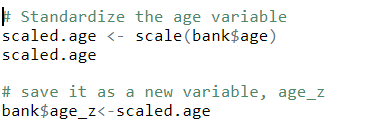 # Standardize the age variable
scaled.age <- scale(bank$age)
scaled.age
# save it as a new variable, age_z
bank$age_z<-scaled.age